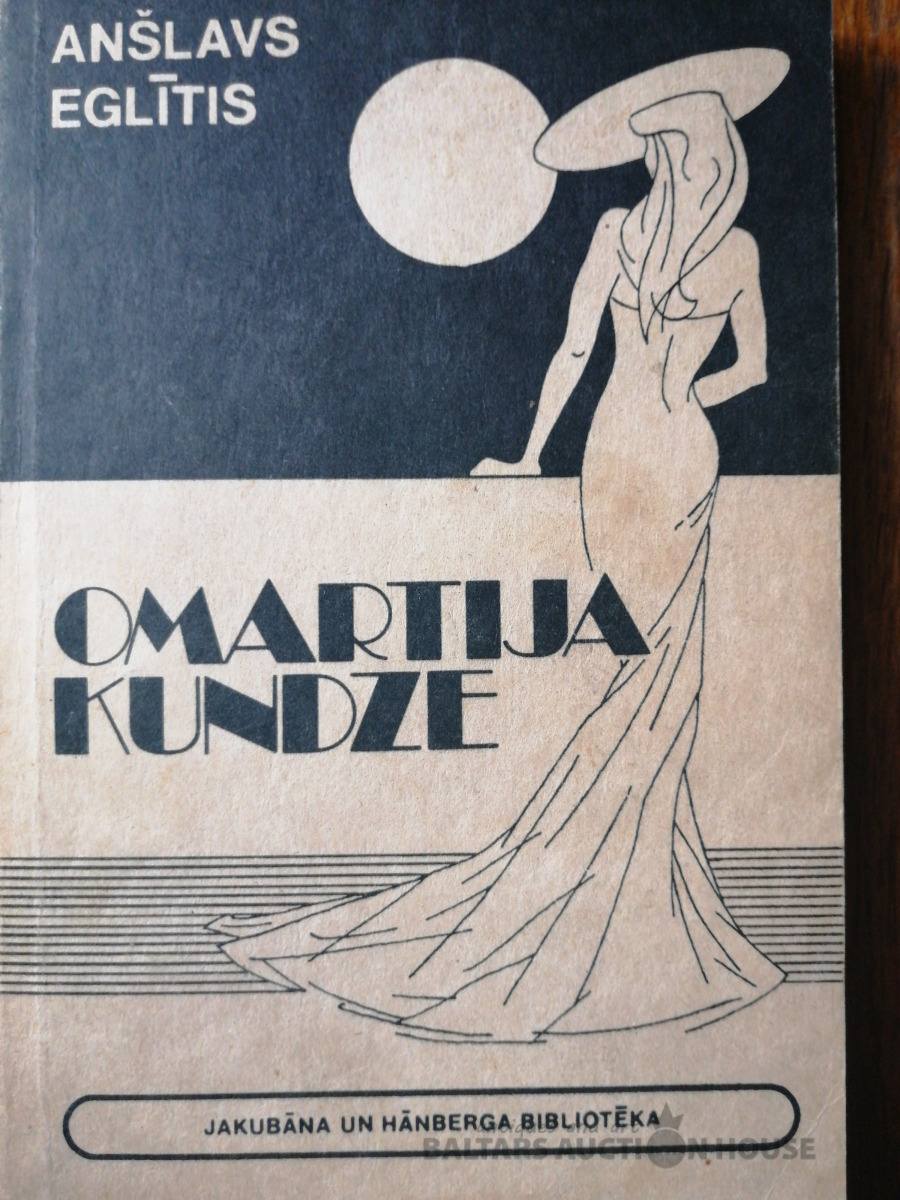 ANŠLAVS
EGLĪTIS
OMARTIJA
KUNDZE
JAKUBĀNA UN HĀNBERGA BIBLIOTĒKA
BALTARS AUCTION HOUSE